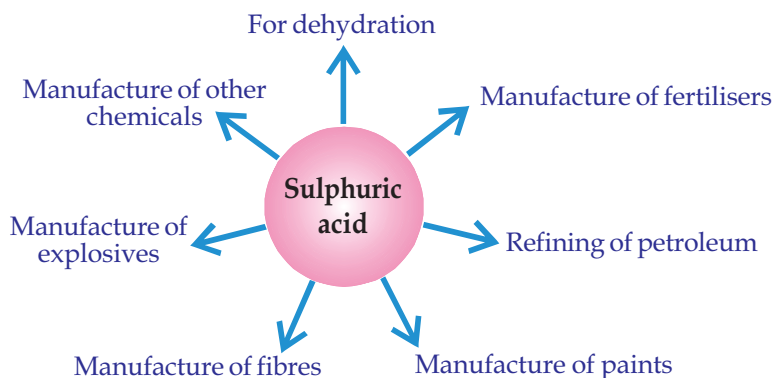 For dehydration
Manufacture of other
chemicals
Manufacture of fertilisers
Sulphuric
acid
Manufacture of
explosives
Refining of petroleum
Manufacture of fibres
Manufacture of paints